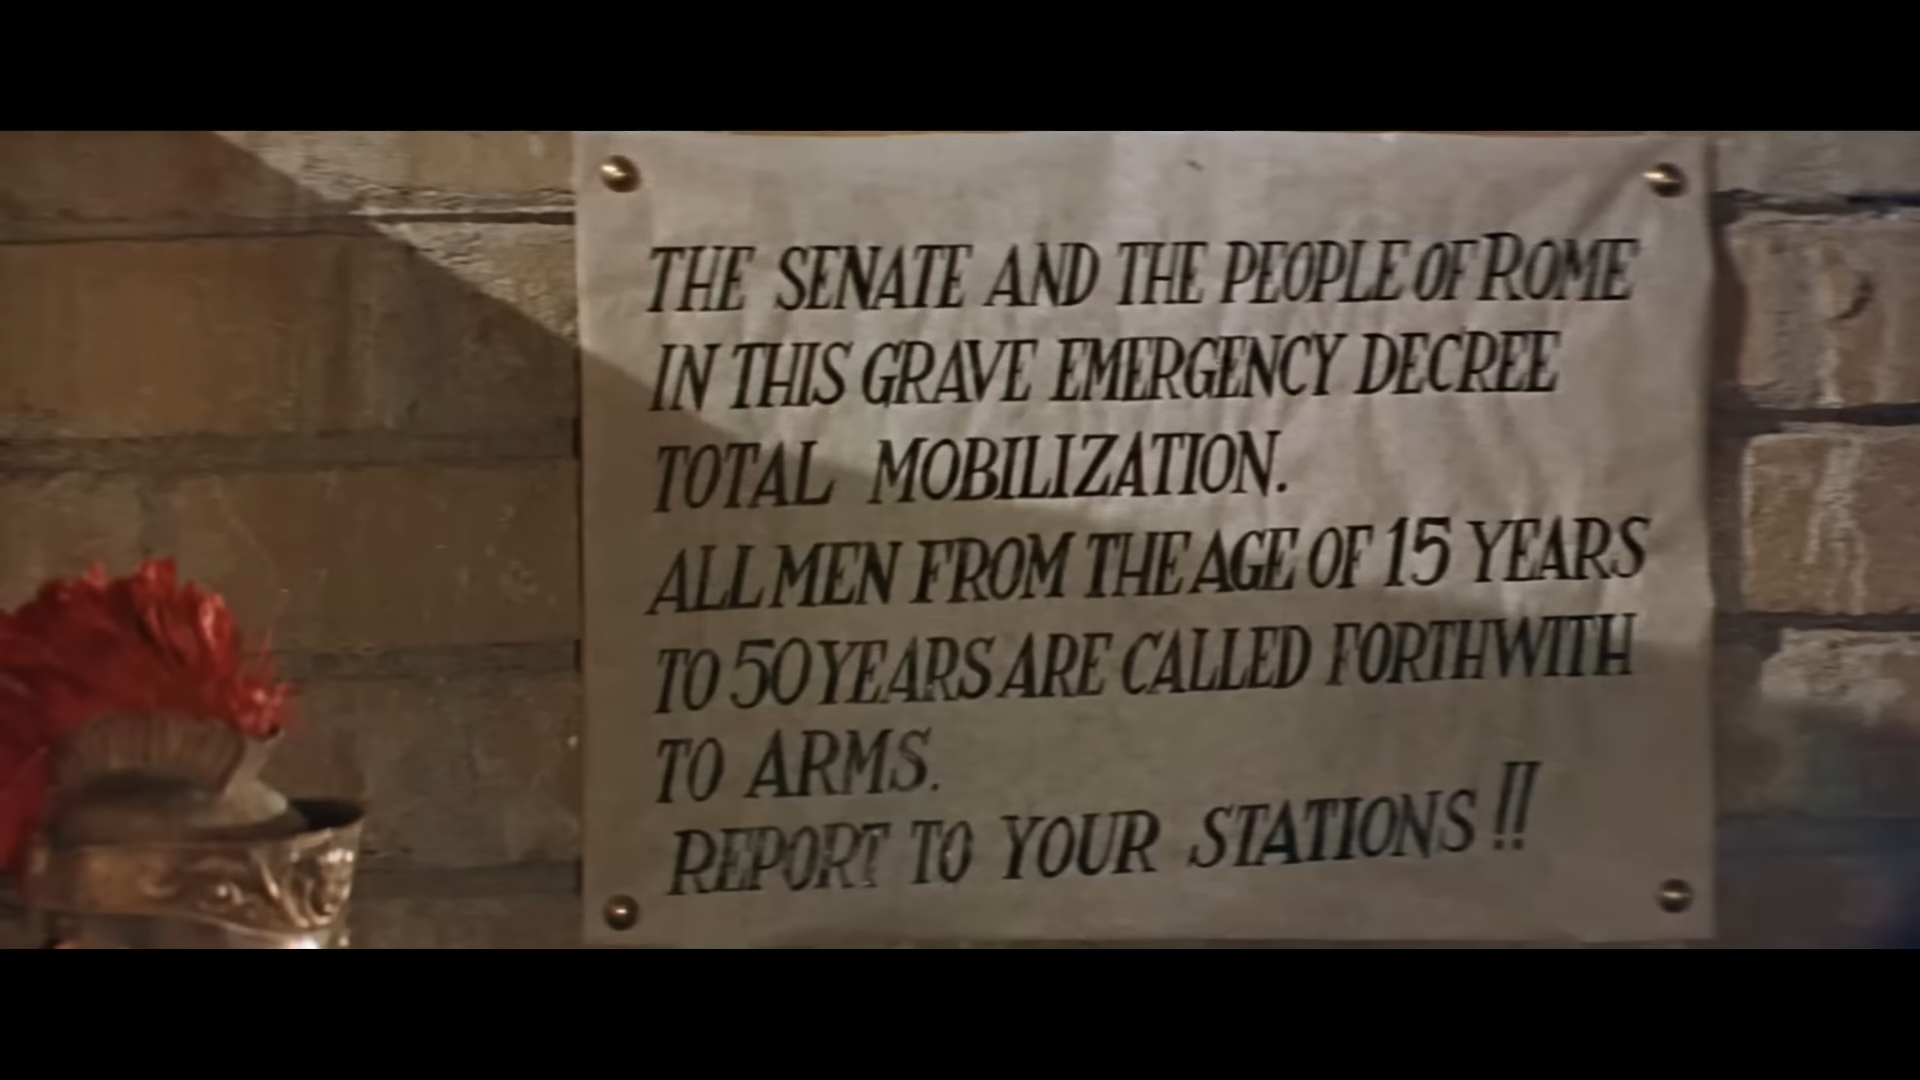 THE SENATE AND THE PEOPLE OF ROME
IN THIS GRAVE EMERGENCY DECREE
TOTAL MOBILIZATION.
ALL MEN FROM THE AGE OF 15 YEARS
TO 50 YEARS ARE CALLED FORTHWITH
TO ARMS.
REPORT TO YOUR STATIONS!!